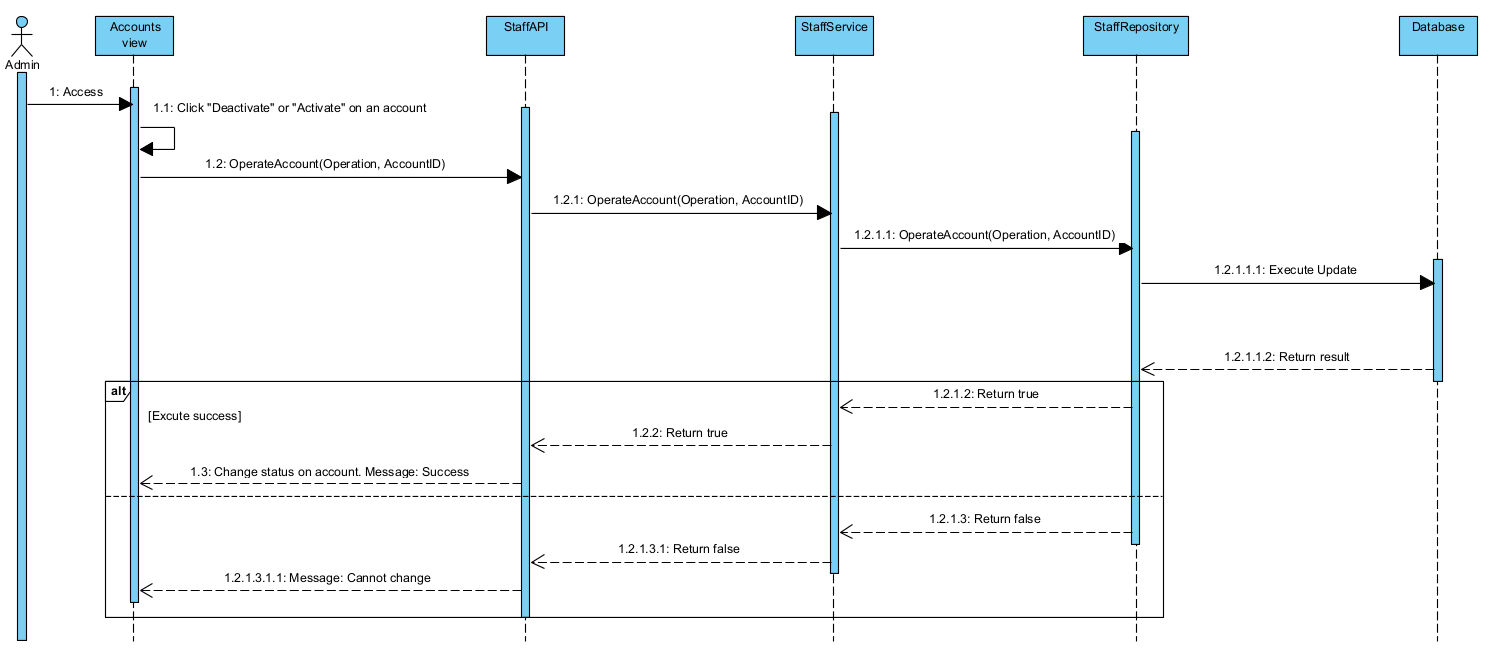 Accounts
view
StaffAPI
StaffService
StaffRepository
Database
Admin
1: Access
1.1: Click "Deactivate" or "Activate" on an account
1.2: OperateAccount(Operation, AccountID)
1.2.1: OperateAccount(Operation, AccountID)
1.2.1.1: OperateAccount(Operation, AccountID)
1.2.1.1.1: Execute Update
1.2.1.1.2: Return result
alt
1.2.1.2: Return true
[Excute success]
1.2.2: Return true
1.3: Change status on account. Message: Success
1.2.1.3: Return false
1.2.1.3.1: Return false
1.2.1.3.1.1: Message: Cannot change